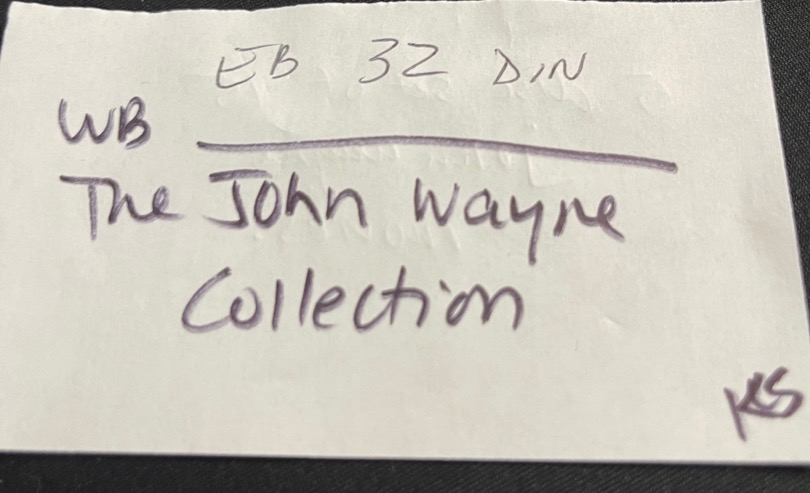 EB 32 DIN
WB
The John Wayne
Collection
KS